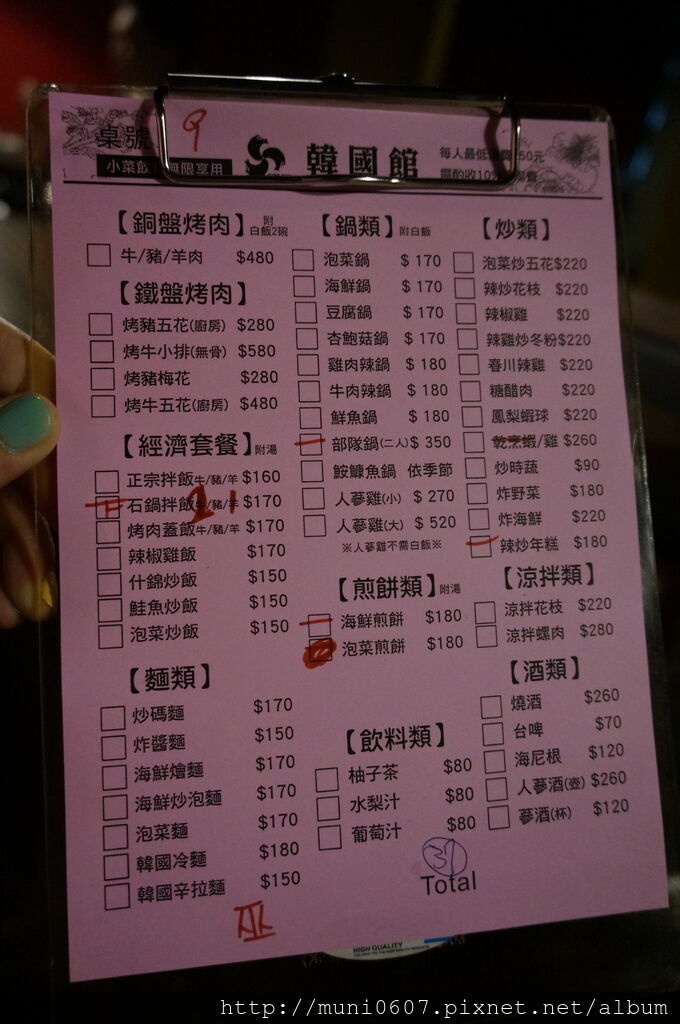 桌號 9
小菜飲 無限享用
韓國館
每人最低 50元
需酌收10%
【銅盤烤肉】附白飯2碗
牛/豬/羊肉 $480
【鐵盤烤肉】
烤豬五花(廚房) $280
烤牛小排(無骨) $580
烤豬梅花 $280
烤牛五花(廚房) $480
【經濟套餐】附湯
正宗拌飯牛/豬/羊 $160
石鍋拌飯牛/豬/羊 $170
烤肉蓋飯牛/豬/羊 $170
辣椒雞飯 $170
什錦炒飯 $150
鮭魚炒飯 $150
泡菜炒飯 $150
【麵類】
炒碼麵 $170
炸醬麵 $150
海鮮燴麵 $170
海鮮炒泡麵 $170
泡菜麵 $170
韓國冷麵 $180
韓國辛拉麵 $150
【鍋類】附白飯
泡菜鍋 $170
海鮮鍋 $170
豆腐鍋 $170
杏鮑菇鍋 $170
雞肉辣鍋 $180
牛肉辣鍋 $180
鮮魚鍋 $180
部隊鍋(二人) $350
鮟鱇魚鍋 依季節
人蔘雞(小) $270
人蔘雞(大) $520
※人蔘雞不需白飯※
【煎餅類】附湯
海鮮煎餅 $180
泡菜煎餅 $180
【飲料類】
柚子茶 $80
水梨汁 $80
葡萄汁 $80
Total
【炒類】
泡菜炒五花$220
辣炒花枝 $220
辣椒雞 $220
辣雞炒冬粉$220
春川辣雞 $220
糖醋肉 $220
鳳梨蝦球 $220
乾烹蝦/雞 $260
炒時蔬 $90
炸野菜 $180
炸海鮮 $220
辣炒年糕 $180
【涼拌類】
涼拌花枝 $220
涼拌螺肉 $280
【酒類】
燒酒 $260
台啤 $70
海尼根 $120
人蔘酒(壺) $260
蔘酒(杯) $120
HIGH QUALITY
http://muni0607.pixnet.net/album